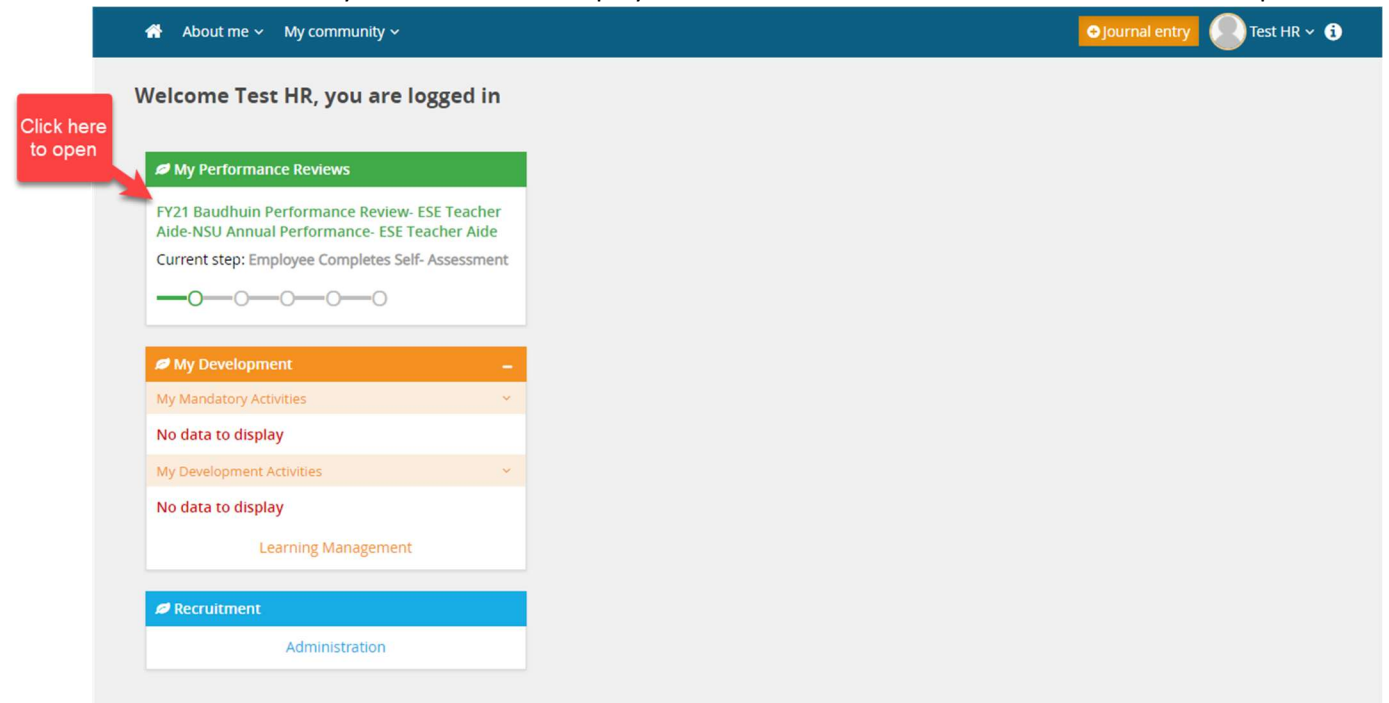 About me My community Journal entry Test HR
Welcome Test HR, you are logged in
Click here
to open
My Performance Reviews
FY21 Baudhuin Performance Review- ESE Teacher
Aide-NSU Annual Performance- ESE Teacher Aide
Current step: Employee Completes Self- Assessment
My Development
My Mandatory Activities
No data to display
My Development Activities
No data to display
Learning Management
Recruitment
Administration